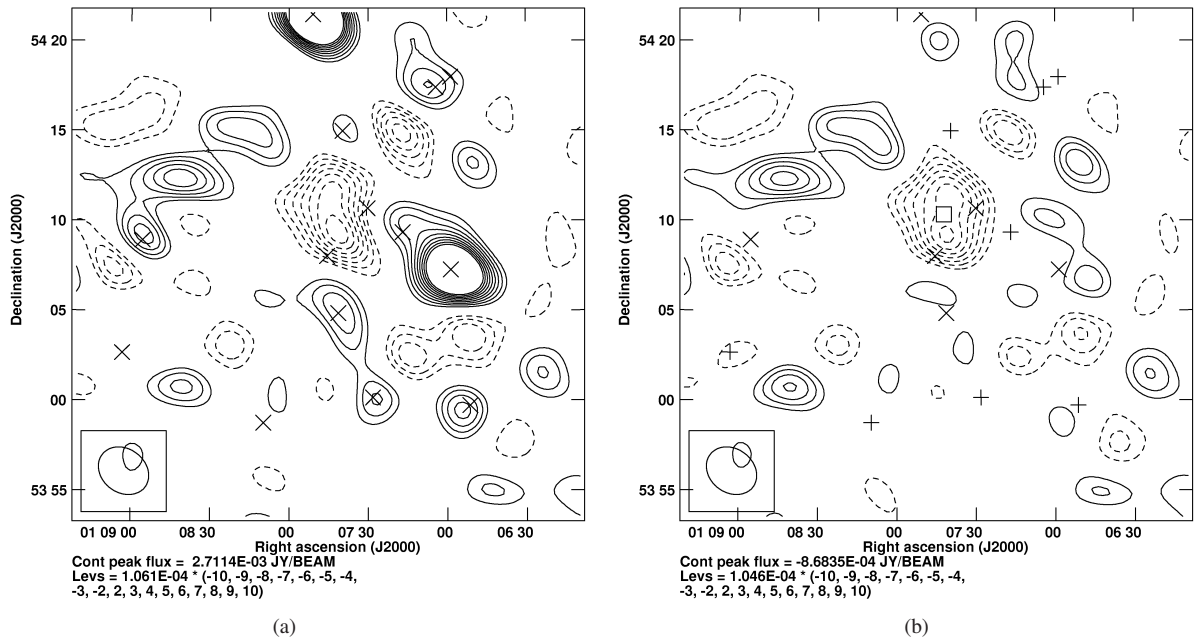 54 20
15
10
05
00
53 55
Declination (J2000)
01 09 00
08 30
00
07 30
00
06 30
Right ascension (J2000)
Cont peak flux = 2.7114E-03 JY/BEAM
Levs = 1.061E-04 * (-10, -9, -8, -7, -6, -5, -4,
-3, -2, 2, 3, 4, 5, 6, 7, 8, 9, 10)
(a)
54 20
15
10
05
00
53 55
Declination (J2000)
01 09 00
08 30
00
07 30
00
06 30
Right ascension (J2000)
Cont peak flux = -8.6835E-04 JY/BEAM
Levs = 1.046E-04 * (-10, -9, -8, -7, -6, -5, -4,
-3, -2, 2, 3, 4, 5, 6, 7, 8, 9, 10)
(b)